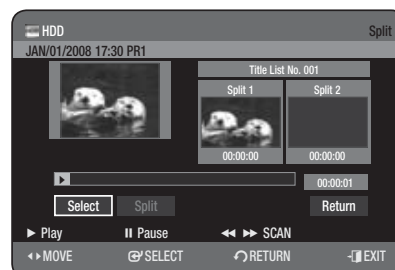 HDD Split
JAN/01/2008 17:30 PR1
Title List No. 001
Split 1 Split 2
00:00:00 00:00:00
00:00:01
Select Split Return
► Play II Pause ◄◄ ►► SCAN
◄► MOVE SELECT RETURN EXIT